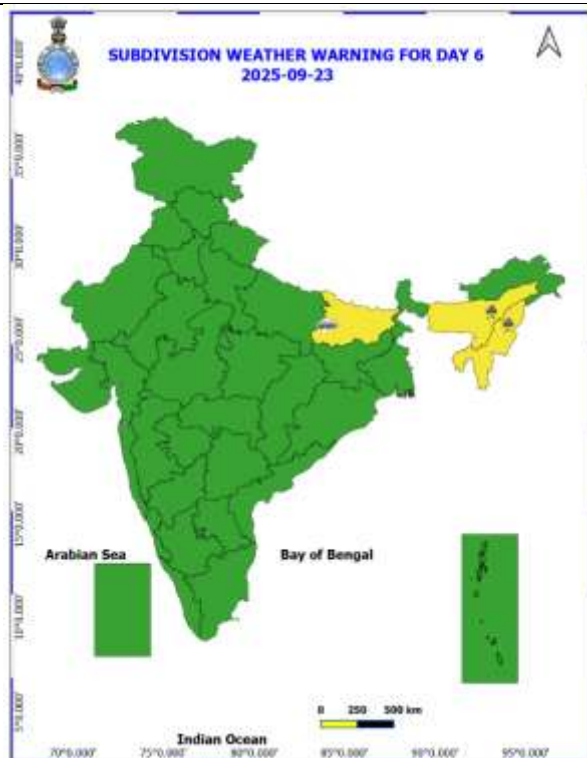 SUBDIVISION WEATHER WARNING FOR DAY 6
2025-09-23
40°0.000'
35°0.000'
30°0.000'
25°0.000'
20°0.000'
15°0.000'
Arabian Sea
Bay of Bengal
10°0.000'
5°0.000'
0 250 500 km
Indian Ocean
70°0.000' 75°0.000' 80°0.000' 85°0.000' 90°0.000' 95°0.000'